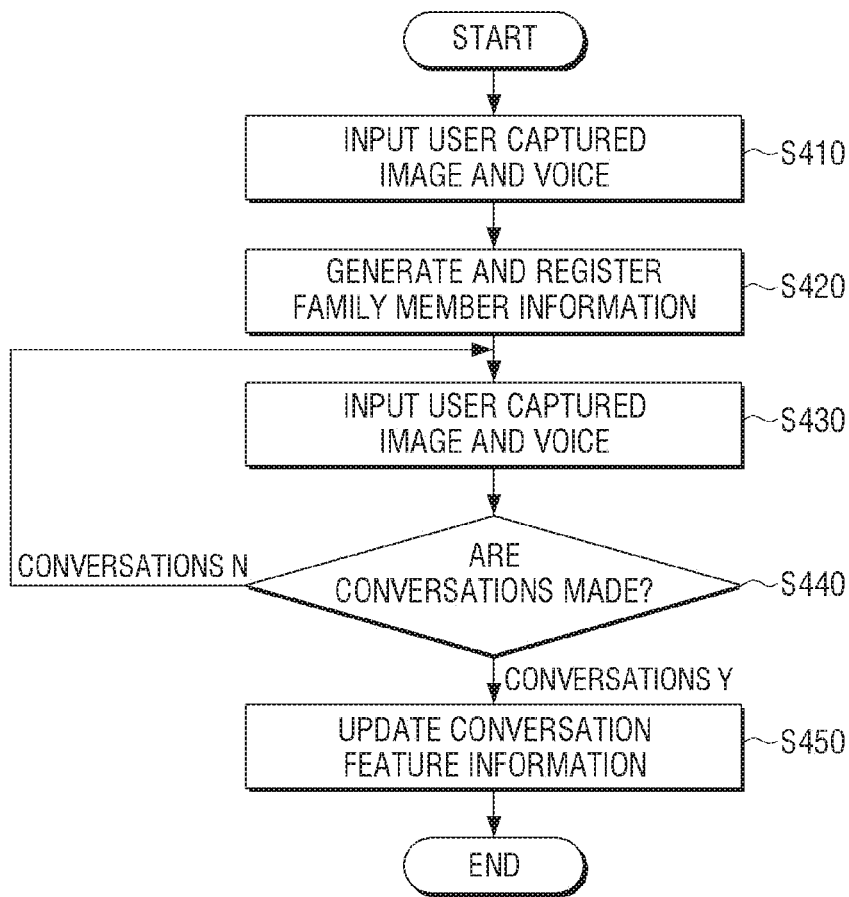 START
INPUT USER CAPTURED
IMAGE AND VOICE
S410
GENERATE AND REGISTER
FAMILY MEMBER INFORMATION
S420
INPUT USER CAPTURED
IMAGE AND VOICE
S430
CONVERSATIONS N
ARE
CONVERSATIONS MADE?
S440
CONVERSATIONS Y
UPDATE CONVERSATION
FEATURE INFORMATION
S450
END